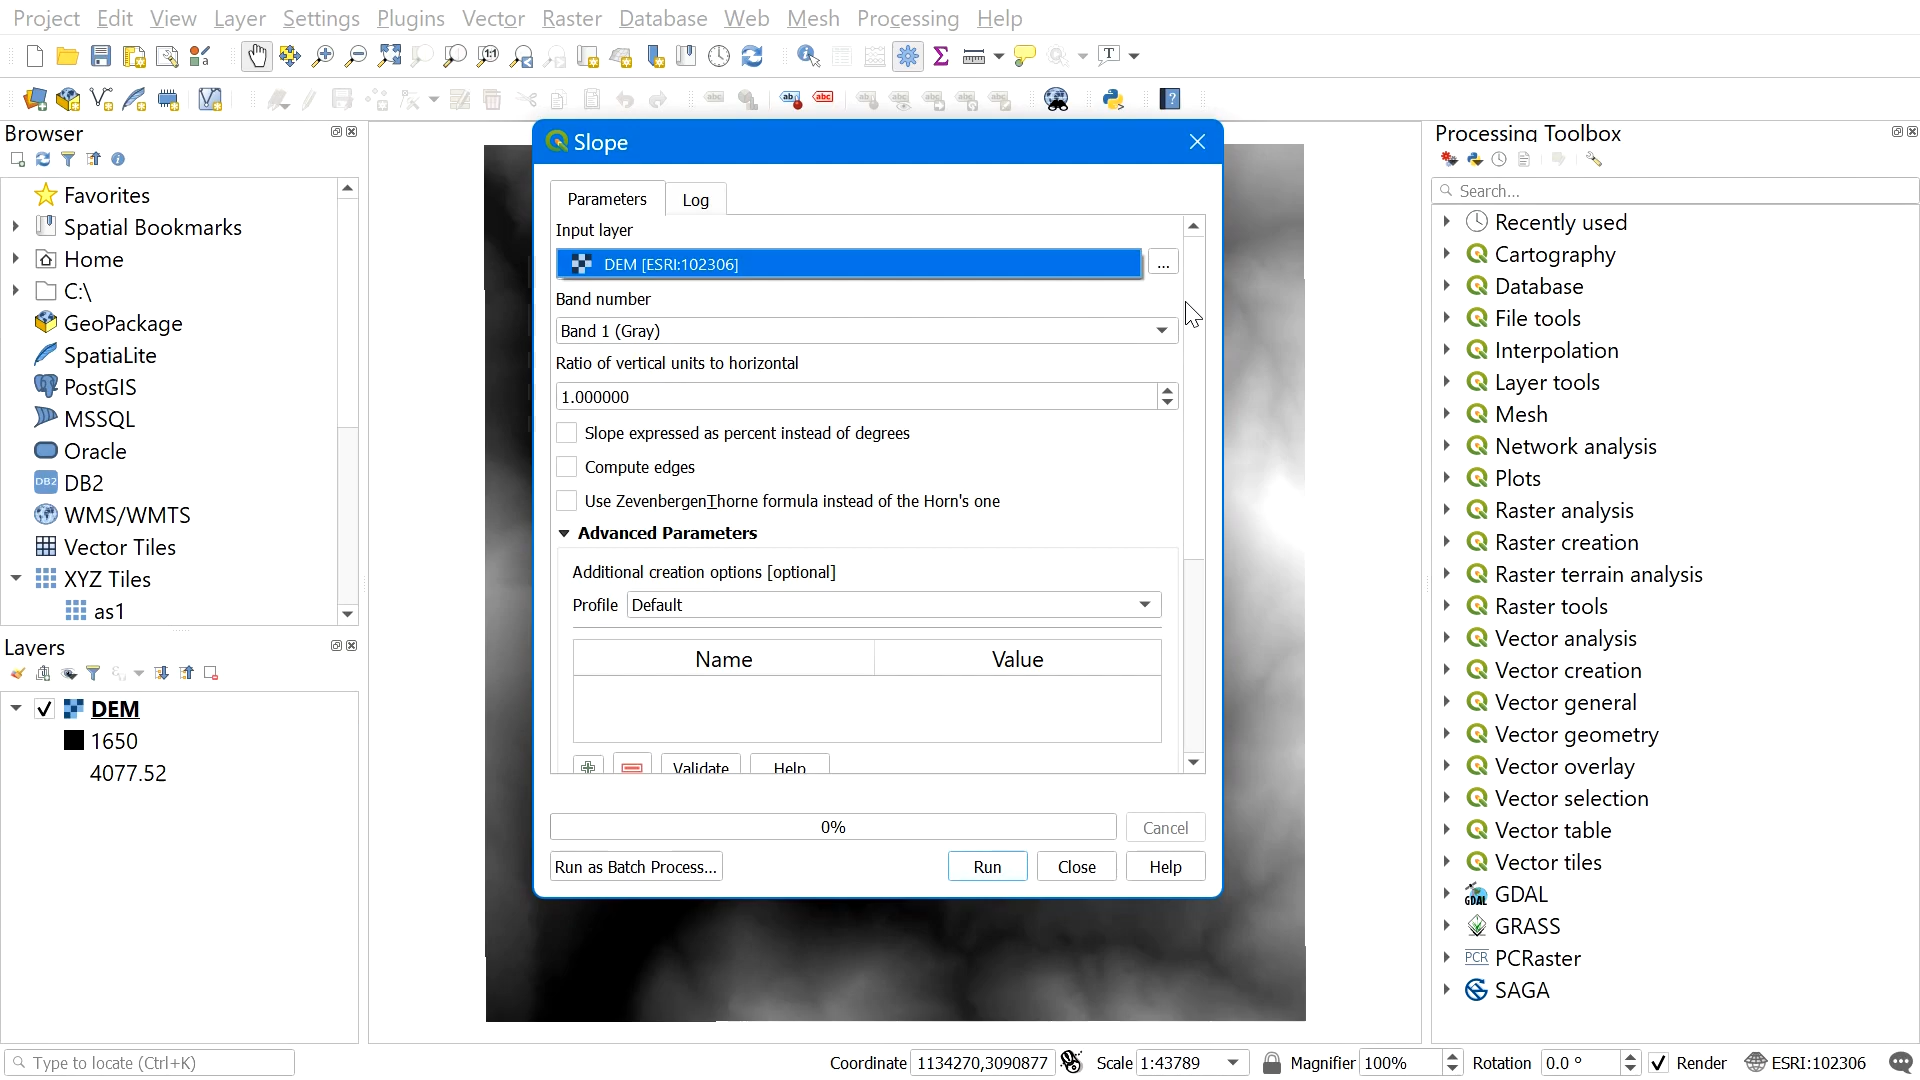 Project Edit View Layer Settings Plugins Vector Raster Database Web Mesh Processing Help
Browser
Favorites
Spatial Bookmarks
Home
C:\
GeoPackage
SpatiaLite
PostGIS
MSSQL
Oracle
DB2
WMS/WMTS
Vector Tiles
XYZ Tiles
as1
Layers
DEM
1650
4077.52
Slope
Parameters Log
Input layer
DEM [ESRI:102306] ...
Band number
Band 1 (Gray)
Ratio of vertical units to horizontal
1.000000
Slope expressed as percent instead of degrees
Compute edges
Use ZevenbergenThorne formula instead of the Horn's one
Advanced Parameters
Additional creation options [optional]
Profile Default
Name Value
Validate Help
0% Cancel
Run as Batch Process... Run Close Help
Processing Toolbox
Search...
Recently used
Cartography
Database
File tools
Interpolation
Layer tools
Mesh
Network analysis
Plots
Raster analysis
Raster creation
Raster terrain analysis
Raster tools
Vector analysis
Vector creation
Vector general
Vector geometry
Vector overlay
Vector selection
Vector table
Vector tiles
GDAL
GRASS
PCRaster
SAGA
Type to locate (Ctrl+K) Coordinate 1134270,3090877 Scale 1:43789 Magnifier 100% Rotation 0.0 ° Render ESRI:102306